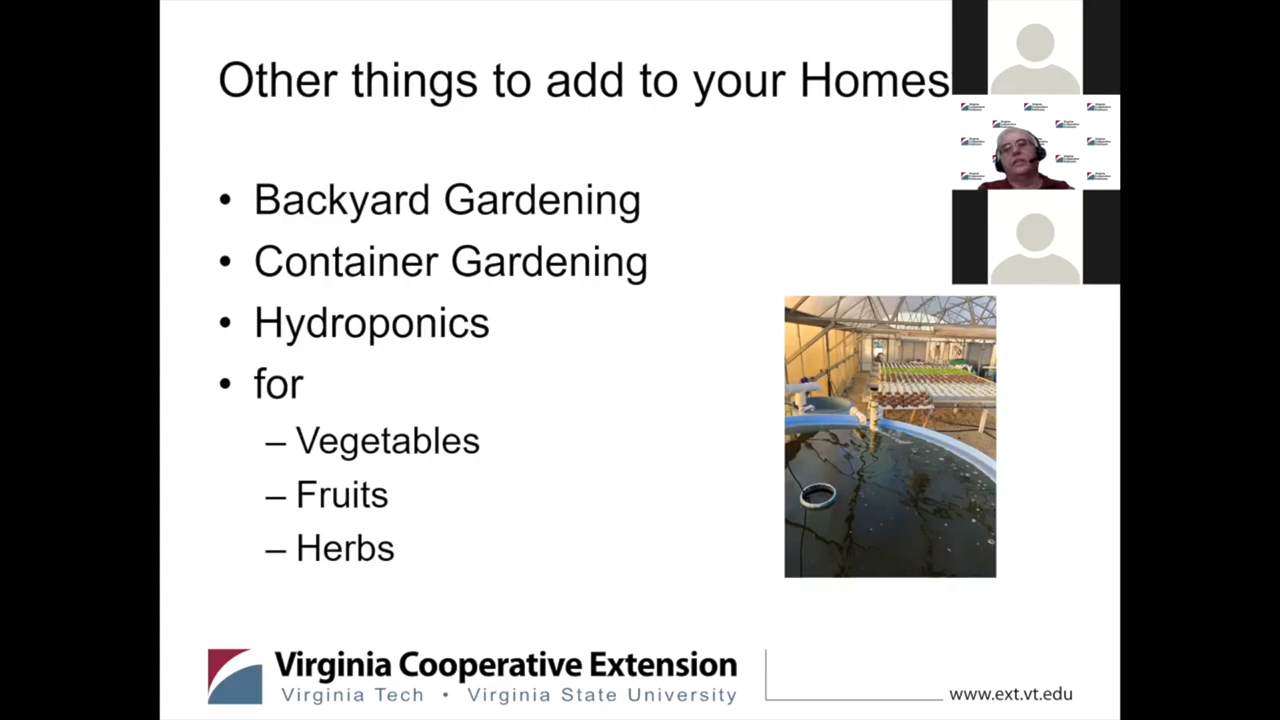 Other things to add to your Homes
• Backyard Gardening
• Container Gardening
• Hydroponics
• for
– Vegetables
– Fruits
– Herbs
Virginia Cooperative Extension
Virginia Tech • Virginia State University
www.ext.vt.edu